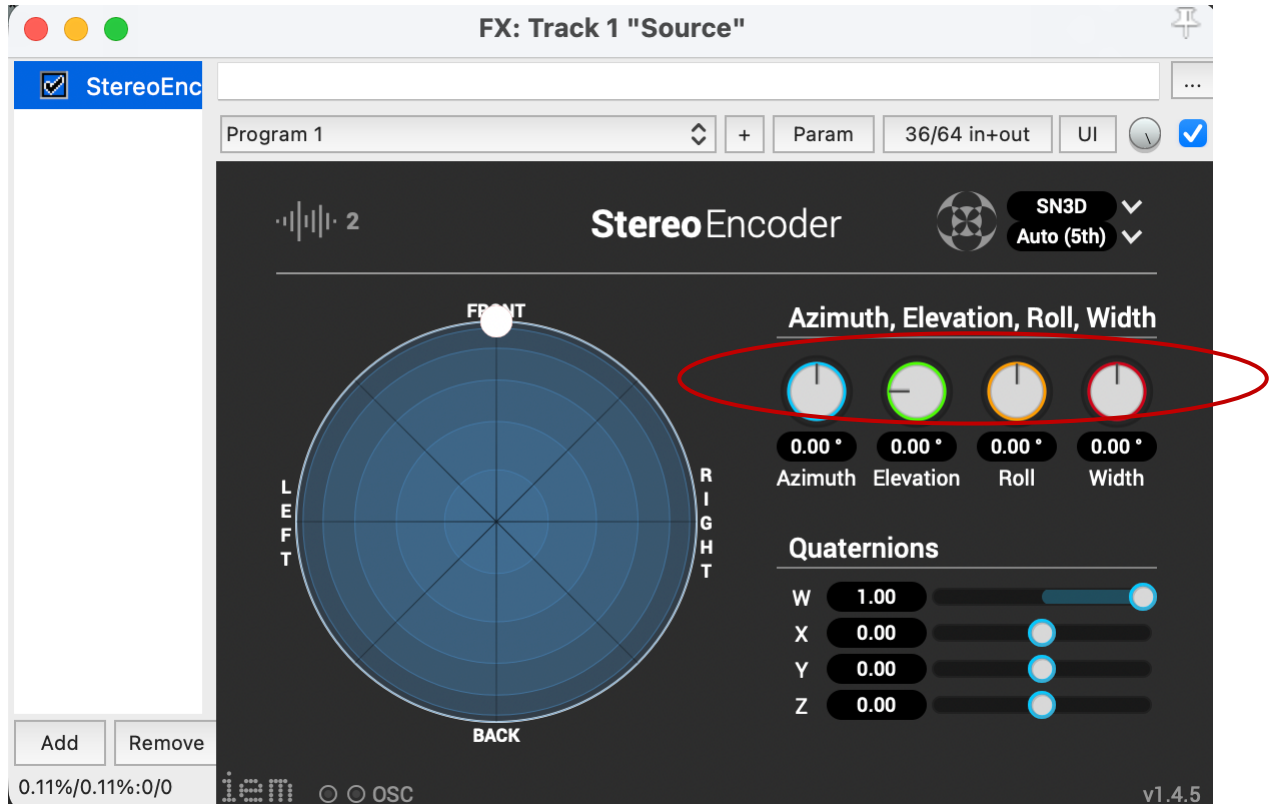 FX: Track 1 "Source"
StereoEnc
...
Program 1
+
Param
36/64 in+out
UI
2
StereoEncoder
SN3D
Auto (5th)
FRONT
LEFT
RIGHT
BACK
Azimuth, Elevation, Roll, Width
0.00 ° 0.00 ° 0.00 ° 0.00 °
Azimuth Elevation Roll Width
Quaternions
W 1.00
X 0.00
Y 0.00
Z 0.00
Add Remove
0.11%/0.11%:0/0
iem
OSC
v1.4.5